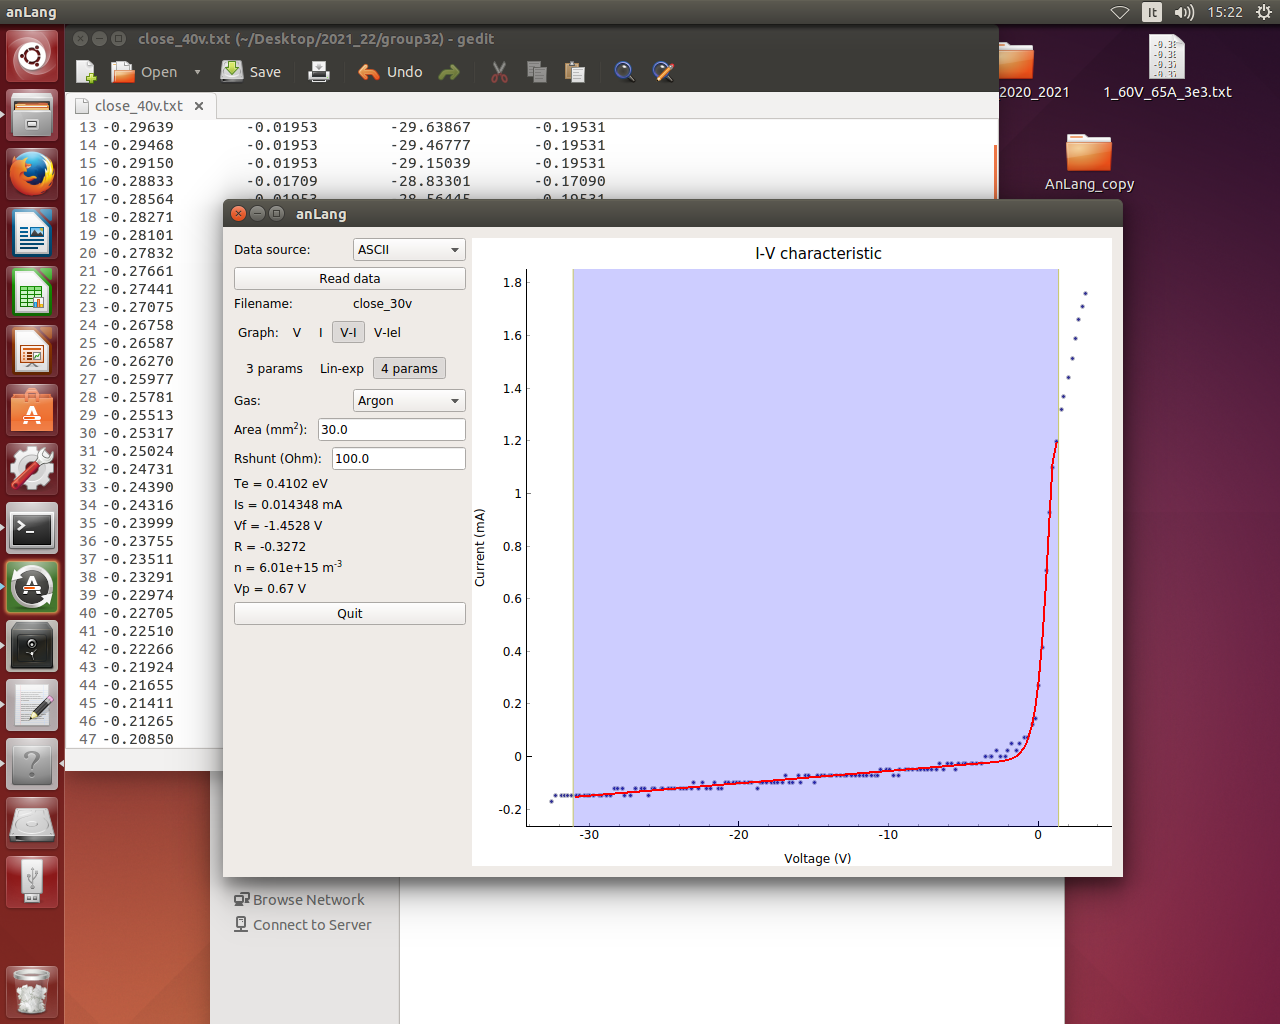 anLang
It
15:22
close_40v.txt (~/Desktop/2021_22/group32) - gedit
Open
Save
Undo
close_40v.txt
13 -0.29639 -0.01953 -29.63867 -0.19531
14 -0.29468 -0.01953 -29.46777 -0.19531
15 -0.29150 -0.01953 -29.15039 -0.19531
16 -0.28833 -0.01709 -28.83301 -0.17090
17 -0.28564 -0.01953 -28.56445 -0.19531
18 -0.28271
19 -0.28101
20 -0.27832
21 -0.27661
22 -0.27441
23 -0.27075
24 -0.26758
25 -0.26587
26 -0.26270
27 -0.25977
28 -0.25781
29 -0.25513
30 -0.25317
31 -0.25024
32 -0.24731
33 -0.24390
34 -0.24316
35 -0.23999
36 -0.23755
37 -0.23511
38 -0.23291
39 -0.22974
40 -0.22705
41 -0.22510
42 -0.22266
43 -0.21924
44 -0.21655
45 -0.21411
46 -0.21265
47 -0.20850
2020_2021
1_60V_65A_3e3.txt
AnLang_copy
anLang
Data source: ASCII
Read data
Filename: close_30v
Graph: V I V-I V-Iel
3 params Lin-exp 4 params
Gas: Argon
Area (mm2): 30.0
Rshunt (Ohm): 100.0
Te = 0.4102 eV
Is = 0.014348 mA
Vf = -1.4528 V
R = -0.3272
n = 6.01e+15 m-3
Vp = 0.67 V
Quit
I-V characteristic
Current (mA)
1.8
1.6
1.4
1.2
1
0.8
0.6
0.4
0.2
0
-0.2
-30 -20 -10 0
Voltage (V)
Browse Network
Connect to Server